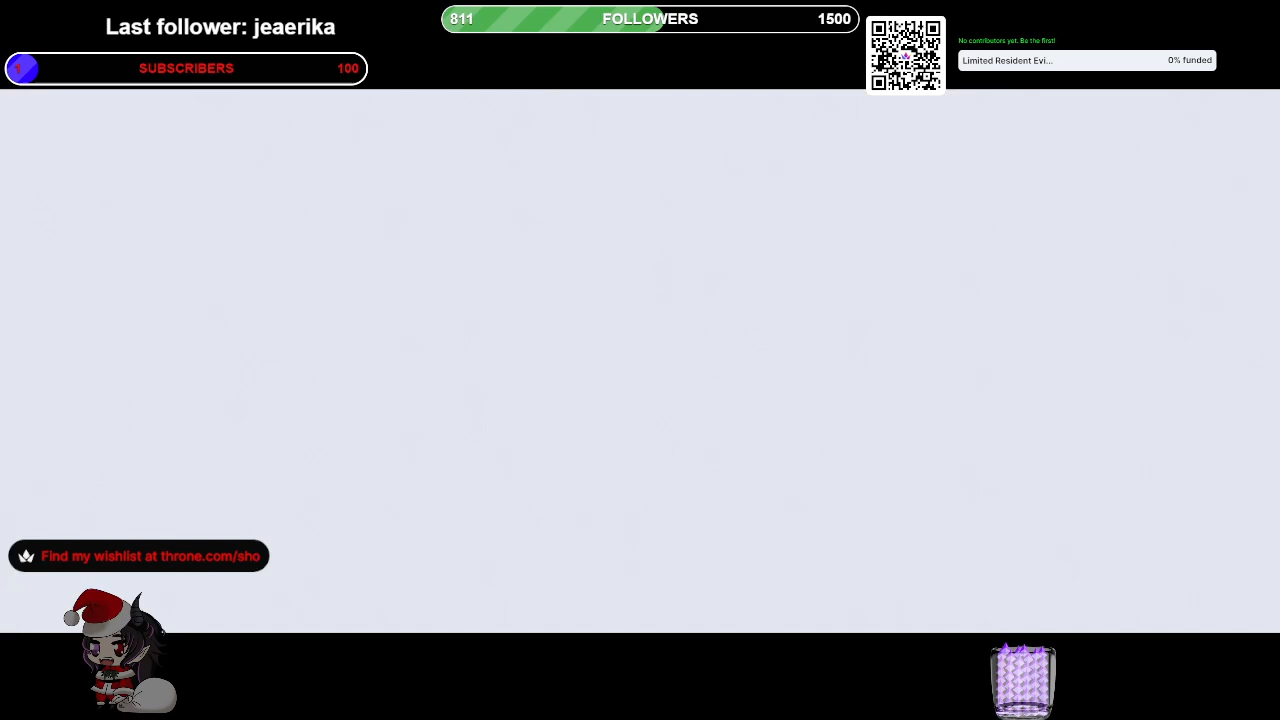 Last follower: jeaerika
811 FOLLOWERS 1500
1 SUBSCRIBERS 100
No contributors yet. Be the first!
Limited Resident Evi... 0% funded
Find my wishlist at throne.com/sho